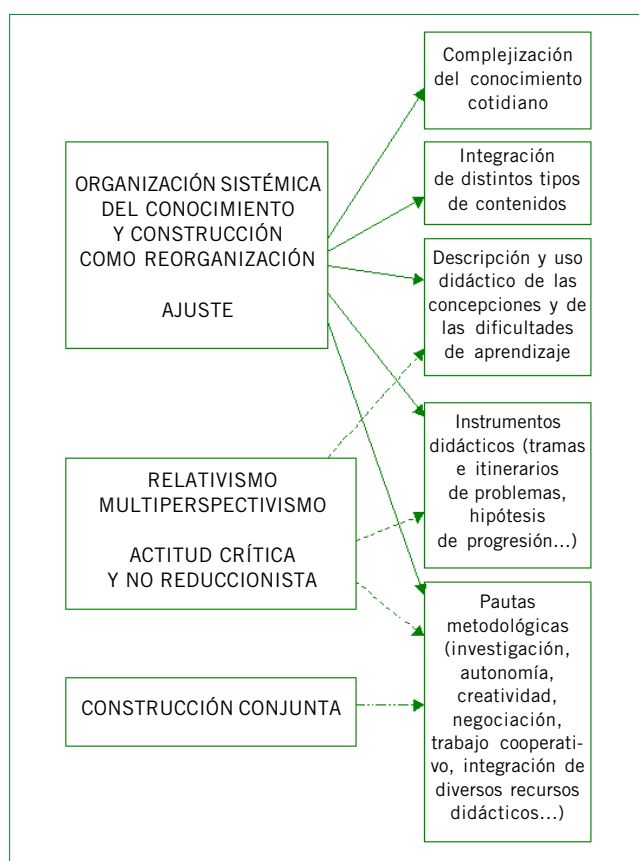 ORGANIZACIÓN SISTÉMICA
DEL CONOCIMIENTO
Y CONSTRUCCIÓN
COMO REORGANIZACIÓN
AJUSTE
RELATIVISMO
MULTIPERSPECTIVISMO
ACTITUD CRÍTICA
Y NO REDUCCIONISTA
CONSTRUCCIÓN CONJUNTA
Complejización
del conocimiento
cotidiano
Integración
de distintos tipos
de contenidos
Descripción y uso
didáctico de las
concepciones y de
las dificultades
de aprendizaje
Instrumentos
didácticos (tramas
e itinerarios
de problemas,
hipótesis
de progresión...)
Pautas
metodológicas
(investigación,
autonomía,
creatividad,
negociación,
trabajo cooperati-
vo, integración de
diversos recursos
didácticos...)